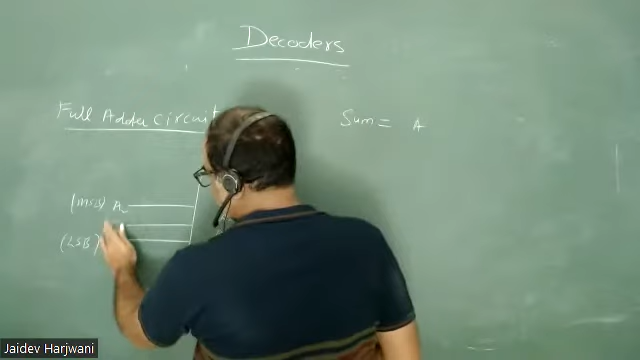 Decoders
Full Adder Circuit
Sum = A
(MSB) A
(LSB)
Jaidev Harjwani